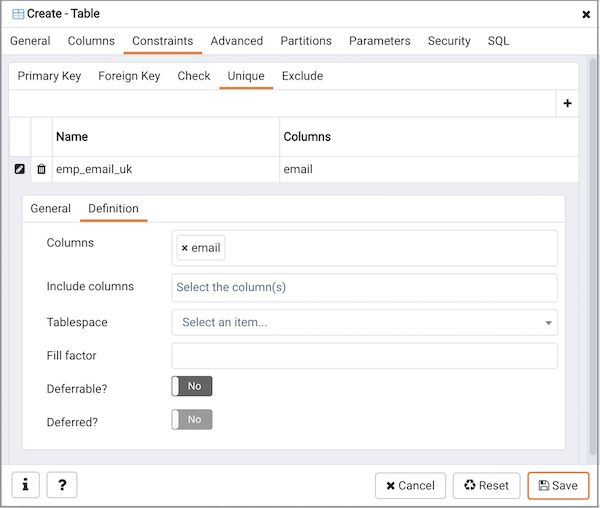 Create - Table
General Columns Constraints Advanced Partitions Parameters Security SQL
Primary Key Foreign Key Check Unique Exclude
Name Columns
emp_email_uk email
General Definition
Columns × email
Include columns Select the column(s)
Tablespace Select an item...
Fill factor
Deferrable? No
Deferred? No
i ? × Cancel Reset Save